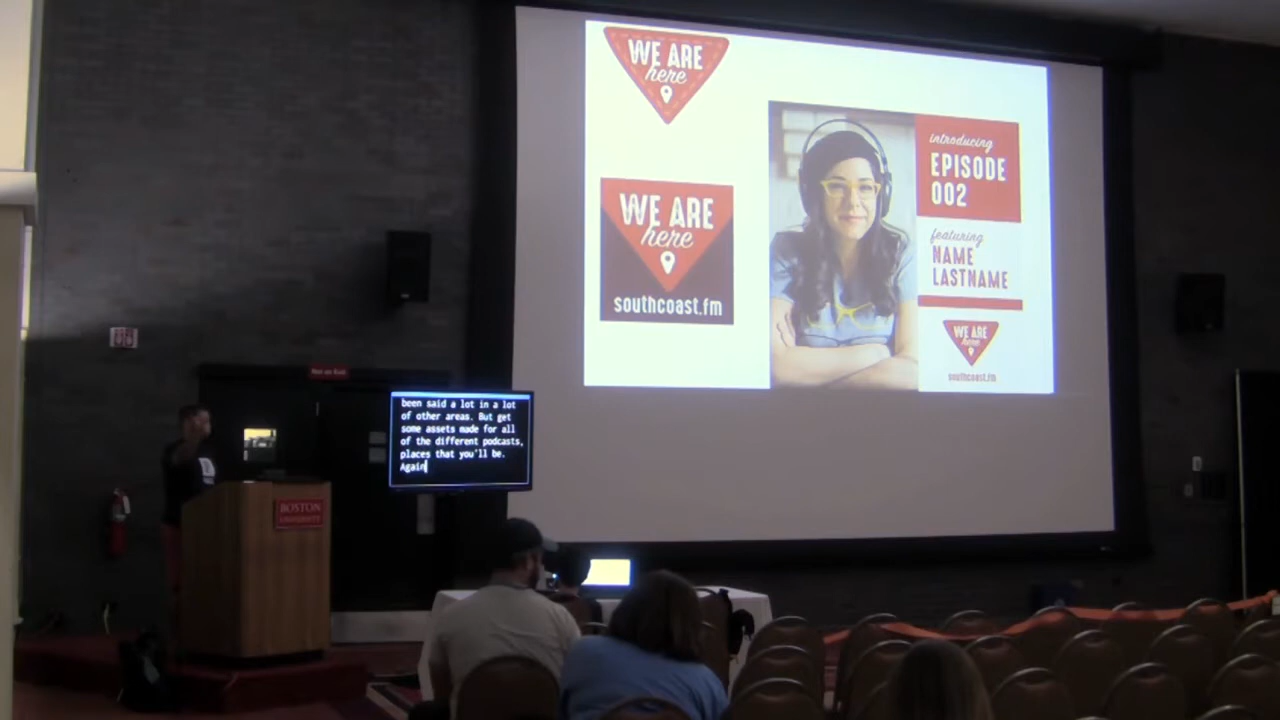 WE ARE
here
WE ARE
here
southcoast.fm
introducing
EPISODE
002
featuring
NAME
LASTNAME
WE ARE
here
southcoast.fm
been said a lot in a lot
of other areas. But get
some assets made for all
of the different podcasts,
places that you'll be.
Again
BOSTON
UNIVERSITY